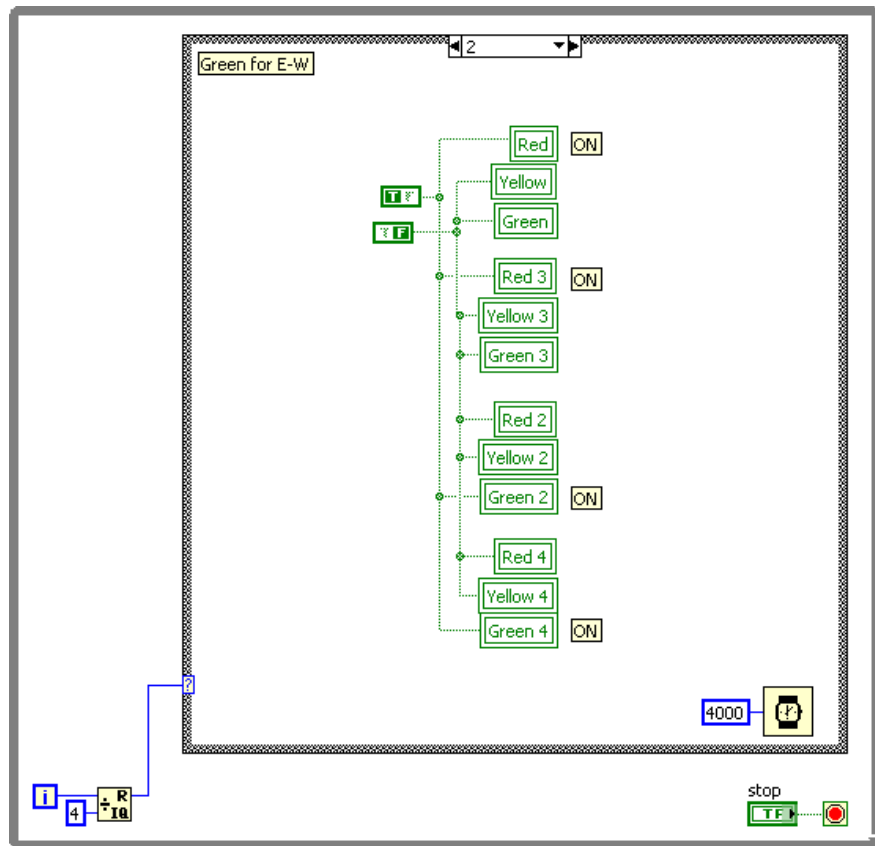 2
Green for E-W
Red ON
Yellow
T F
Green
T F
Red 3 ON
Yellow 3
Green 3
Red 2
Yellow 2
Green 2 ON
Red 4
Yellow 4
Green 4 ON
?
4000
i
R
4 ÷ IQ
stop
TF